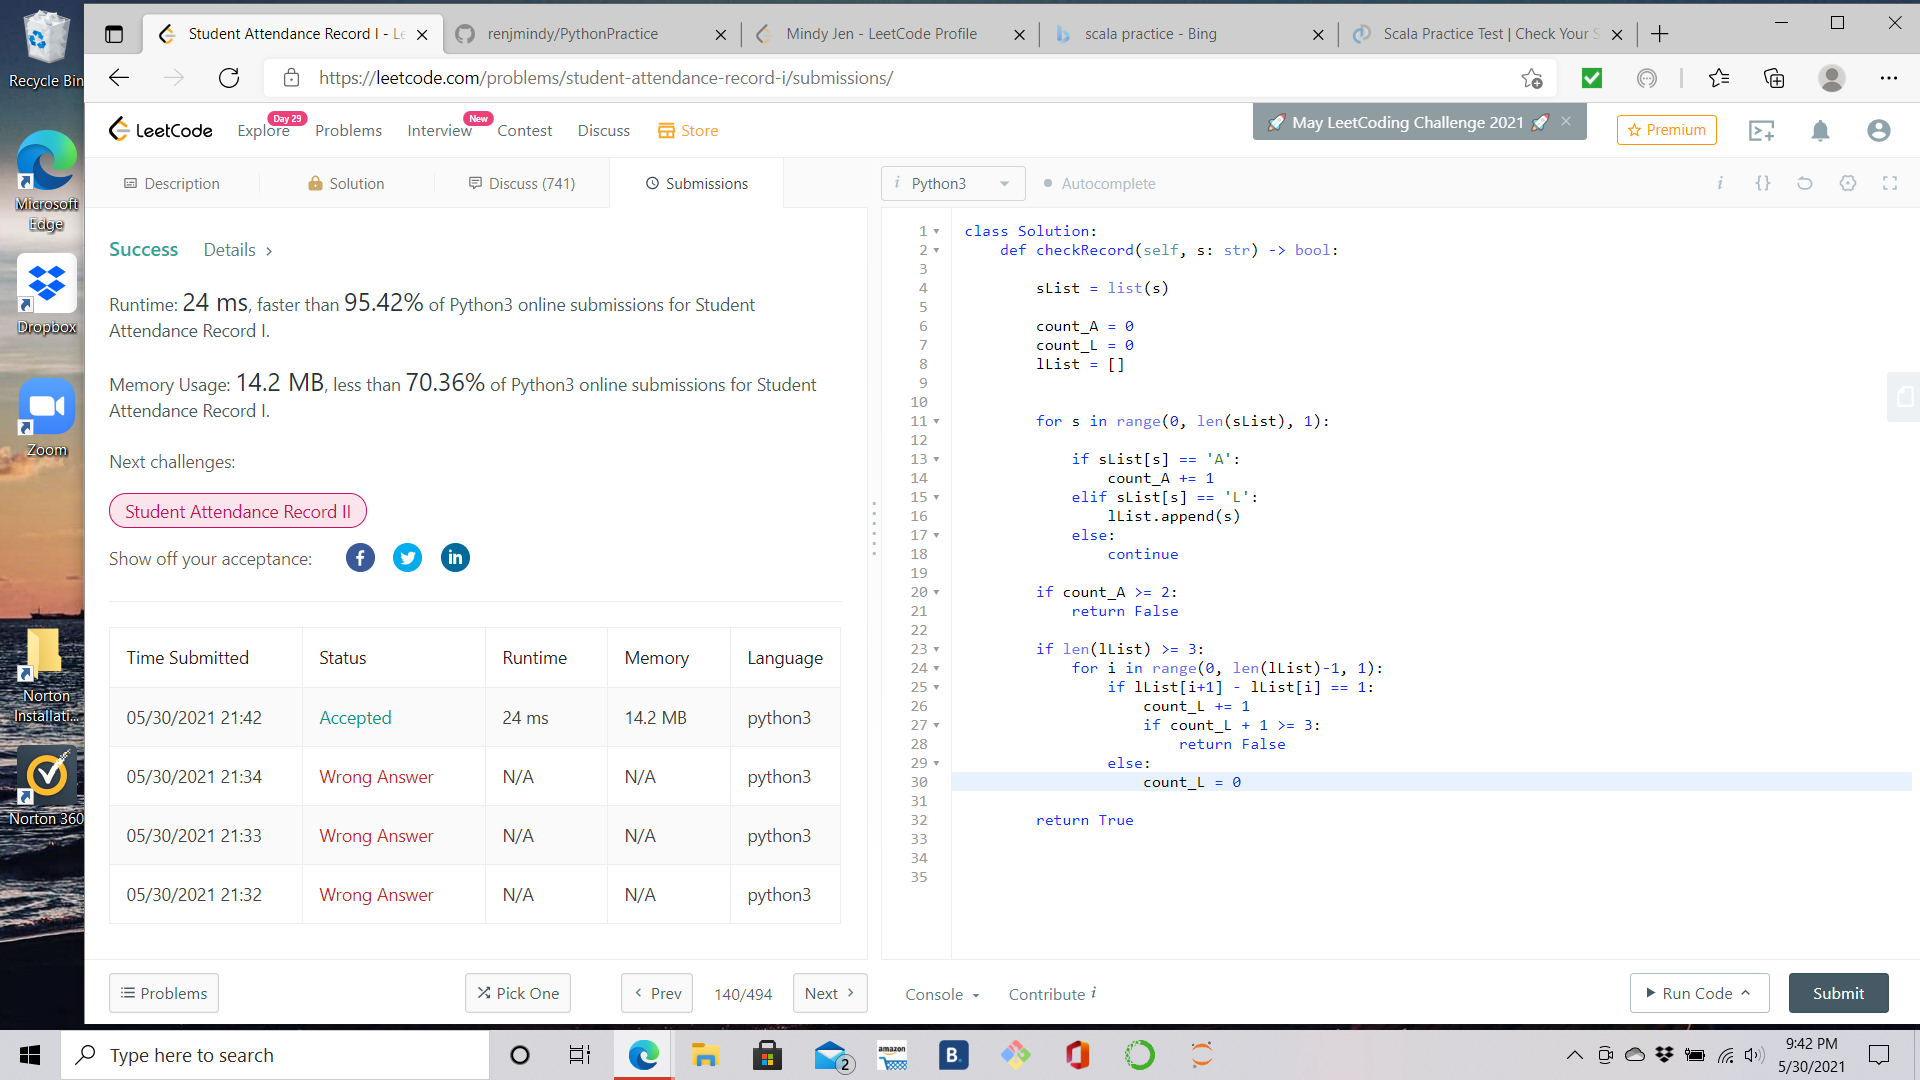 Recycle Bin
Microsoft
Edge
Dropbox
Zoom
Norton
Installati...
Norton 360
Student Attendance Record I - Le
renjmindy/PythonPractice
Mindy Jen - LeetCode Profile
scala practice - Bing
Scala Practice Test | Check Your S
https://leetcode.com/problems/student-attendance-record-i/submissions/
LeetCode
Explore
Day 29
Problems
Interview
New
Contest
Discuss
Store
May LeetCoding Challenge 2021
Premium
Description
Solution
Discuss (741)
Submissions
i Python3
Autocomplete
i
{}
Success
Details >
Runtime: 24 ms, faster than 95.42% of Python3 online submissions for Student
Attendance Record I.
Memory Usage: 14.2 MB, less than 70.36% of Python3 online submissions for Student
Attendance Record I.
Next challenges:
Student Attendance Record II
Show off your acceptance:
f
in
Time Submitted Status Runtime Memory Language
05/30/2021 21:42 Accepted 24 ms 14.2 MB python3
05/30/2021 21:34 Wrong Answer N/A N/A python3
05/30/2021 21:33 Wrong Answer N/A N/A python3
05/30/2021 21:32 Wrong Answer N/A N/A python3
1 class Solution:
2 def checkRecord(self, s: str) -> bool:
3
4 sList = list(s)
5
6 count_A = 0
7 count_L = 0
8 lList = []
9
10
11 for s in range(0, len(sList), 1):
12
13 if sList[s] == 'A':
14 count_A += 1
15 elif sList[s] == 'L':
16 lList.append(s)
17 else:
18 continue
19
20 if count_A >= 2:
21 return False
22
23 if len(lList) >= 3:
24 for i in range(0, len(lList)-1, 1):
25 if lList[i+1] - lList[i] == 1:
26 count_L += 1
27 if count_L + 1 >= 3:
28 return False
29 else:
30 count_L = 0
31
32 return True
33
34
35
Problems
Pick One
< Prev
140/494
Next >
Console
Contribute i
Run Code
Submit
Type here to search
2
amazon
B.
9:42 PM
5/30/2021